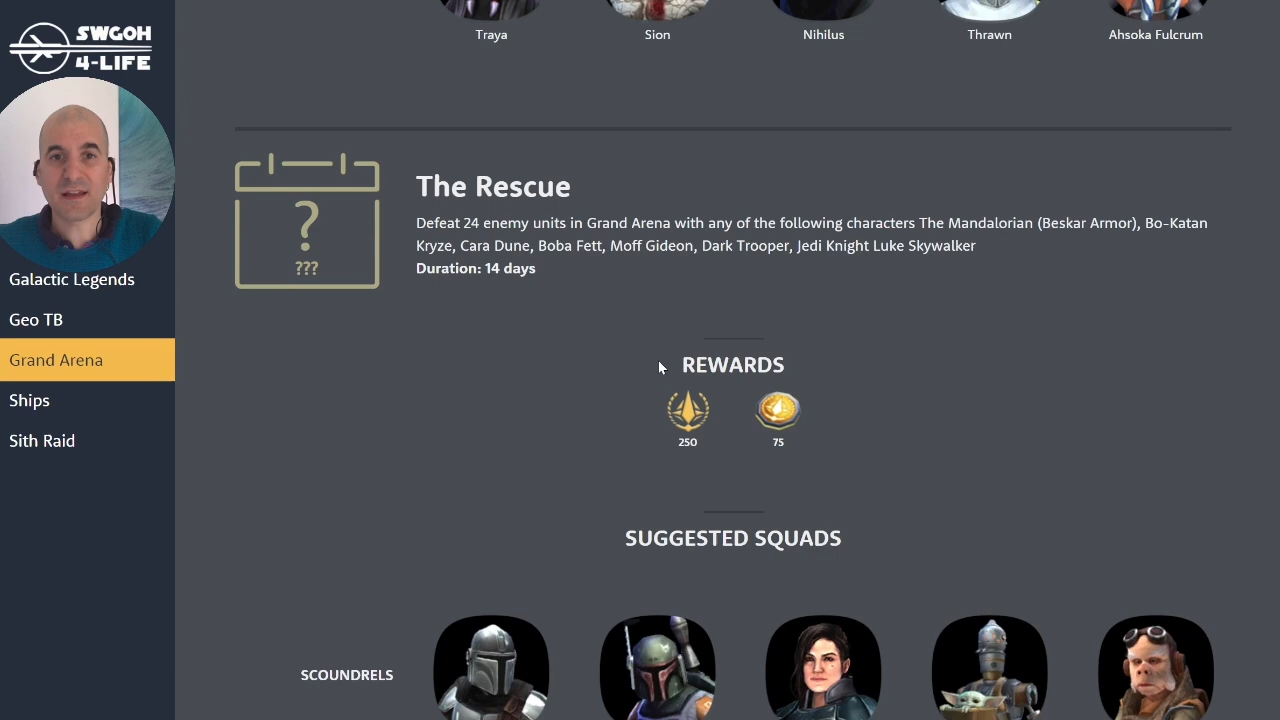 SWGOH
4-LIFE
Galactic Legends
Geo TB
Grand Arena
Ships
Sith Raid
Traya
Sion
Nihilus
Thrawn
Ahsoka Fulcrum
?
???
The Rescue
Defeat 24 enemy units in Grand Arena with any of the following characters The Mandalorian (Beskar Armor), Bo-Katan
Kryze, Cara Dune, Boba Fett, Moff Gideon, Dark Trooper, Jedi Knight Luke Skywalker
Duration: 14 days
REWARDS
250
75
SUGGESTED SQUADS
SCOUNDRELS